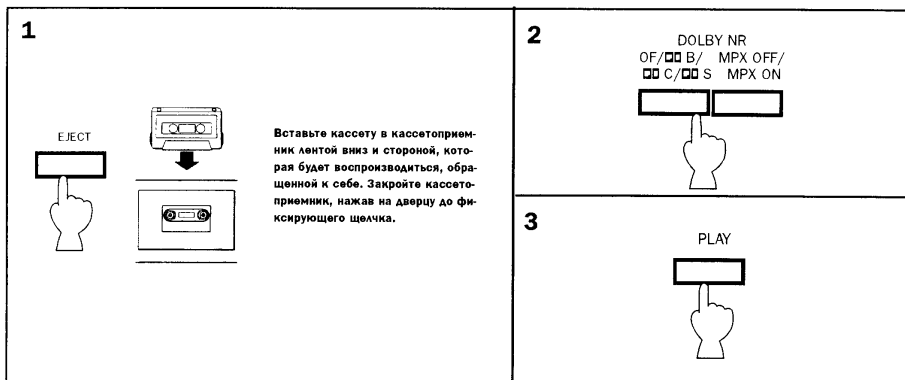 1
EJECT
Вставьте кассету в кассетоприем-
ник лентой вниз и стороной, кото-
рая будет воспроизводиться, обра-
щенной к себе. Закройте кассето-
приемник, нажав на дверцу до фи-
ксирующего щелчка.
2
DOLBY NR
OF/ B/ MPX OFF/
C/ S MPX ON
3
PLAY